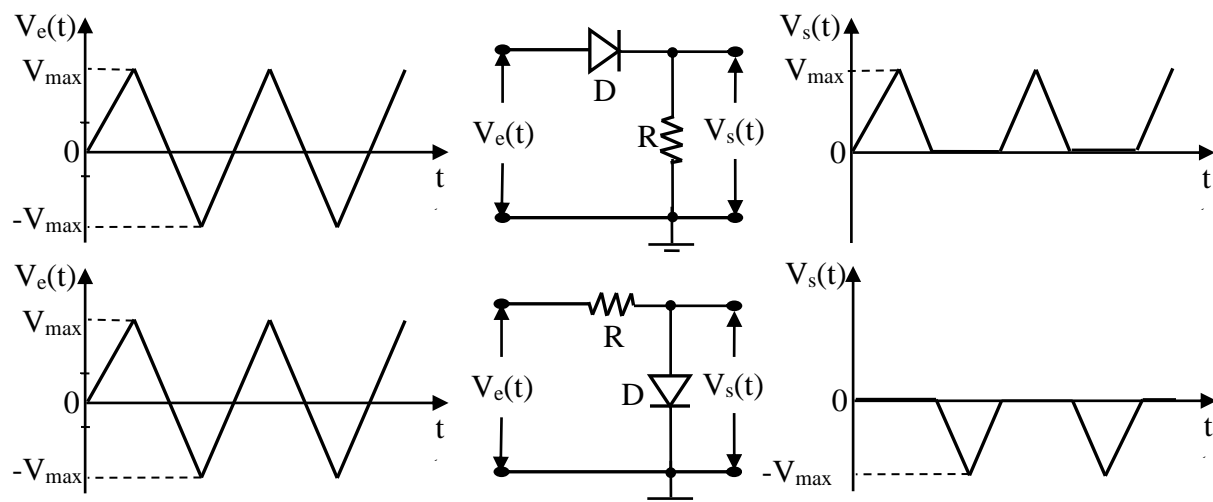 Vₑ(t)
Vₘₐₓ
0
-Vₘₐₓ
t
D
Vₑ(t)
R
Vₛ(t)
Vₛ(t)
Vₘₐₓ
0
t
Vₑ(t)
Vₘₐₓ
0
-Vₘₐₓ
t
R
Vₑ(t)
D
Vₛ(t)
Vₛ(t)
0
-Vₘₐₓ
t